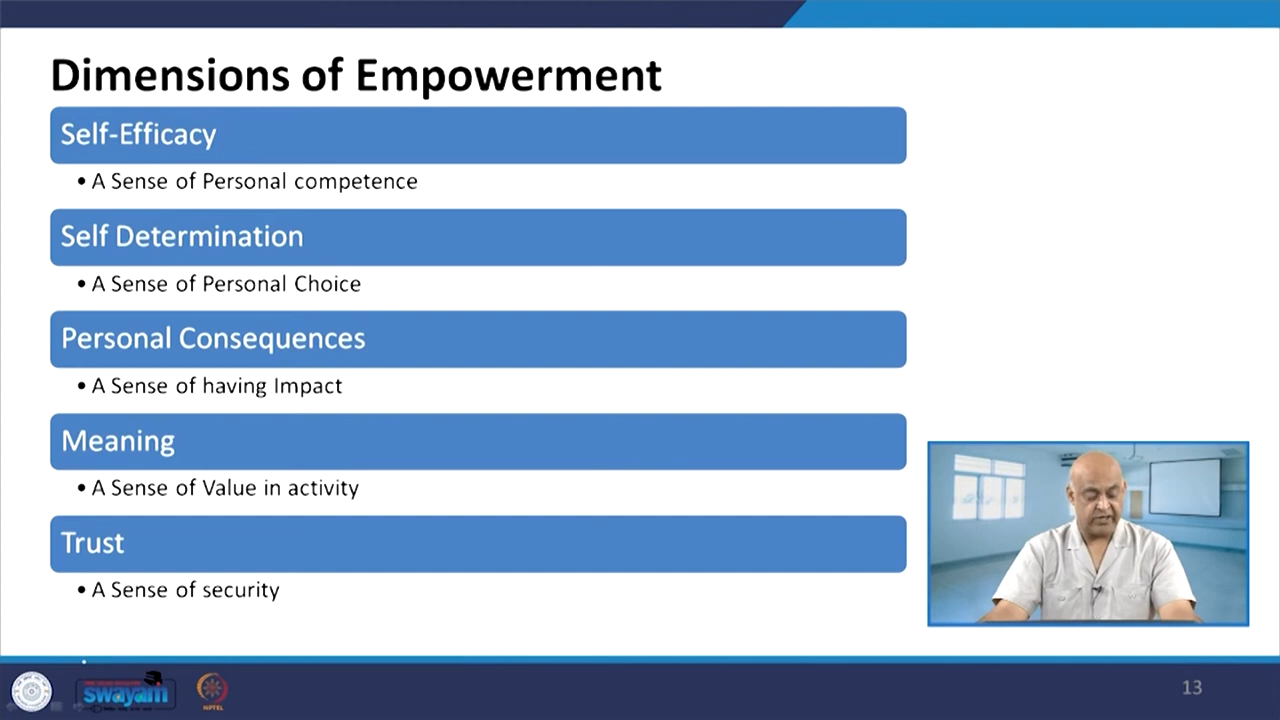 Dimensions of Empowerment
Self-Efficacy
• A Sense of Personal competence
Self Determination
• A Sense of Personal Choice
Personal Consequences
• A Sense of having Impact
Meaning
• A Sense of Value in activity
Trust
• A Sense of security
swayam
NPTEL
13